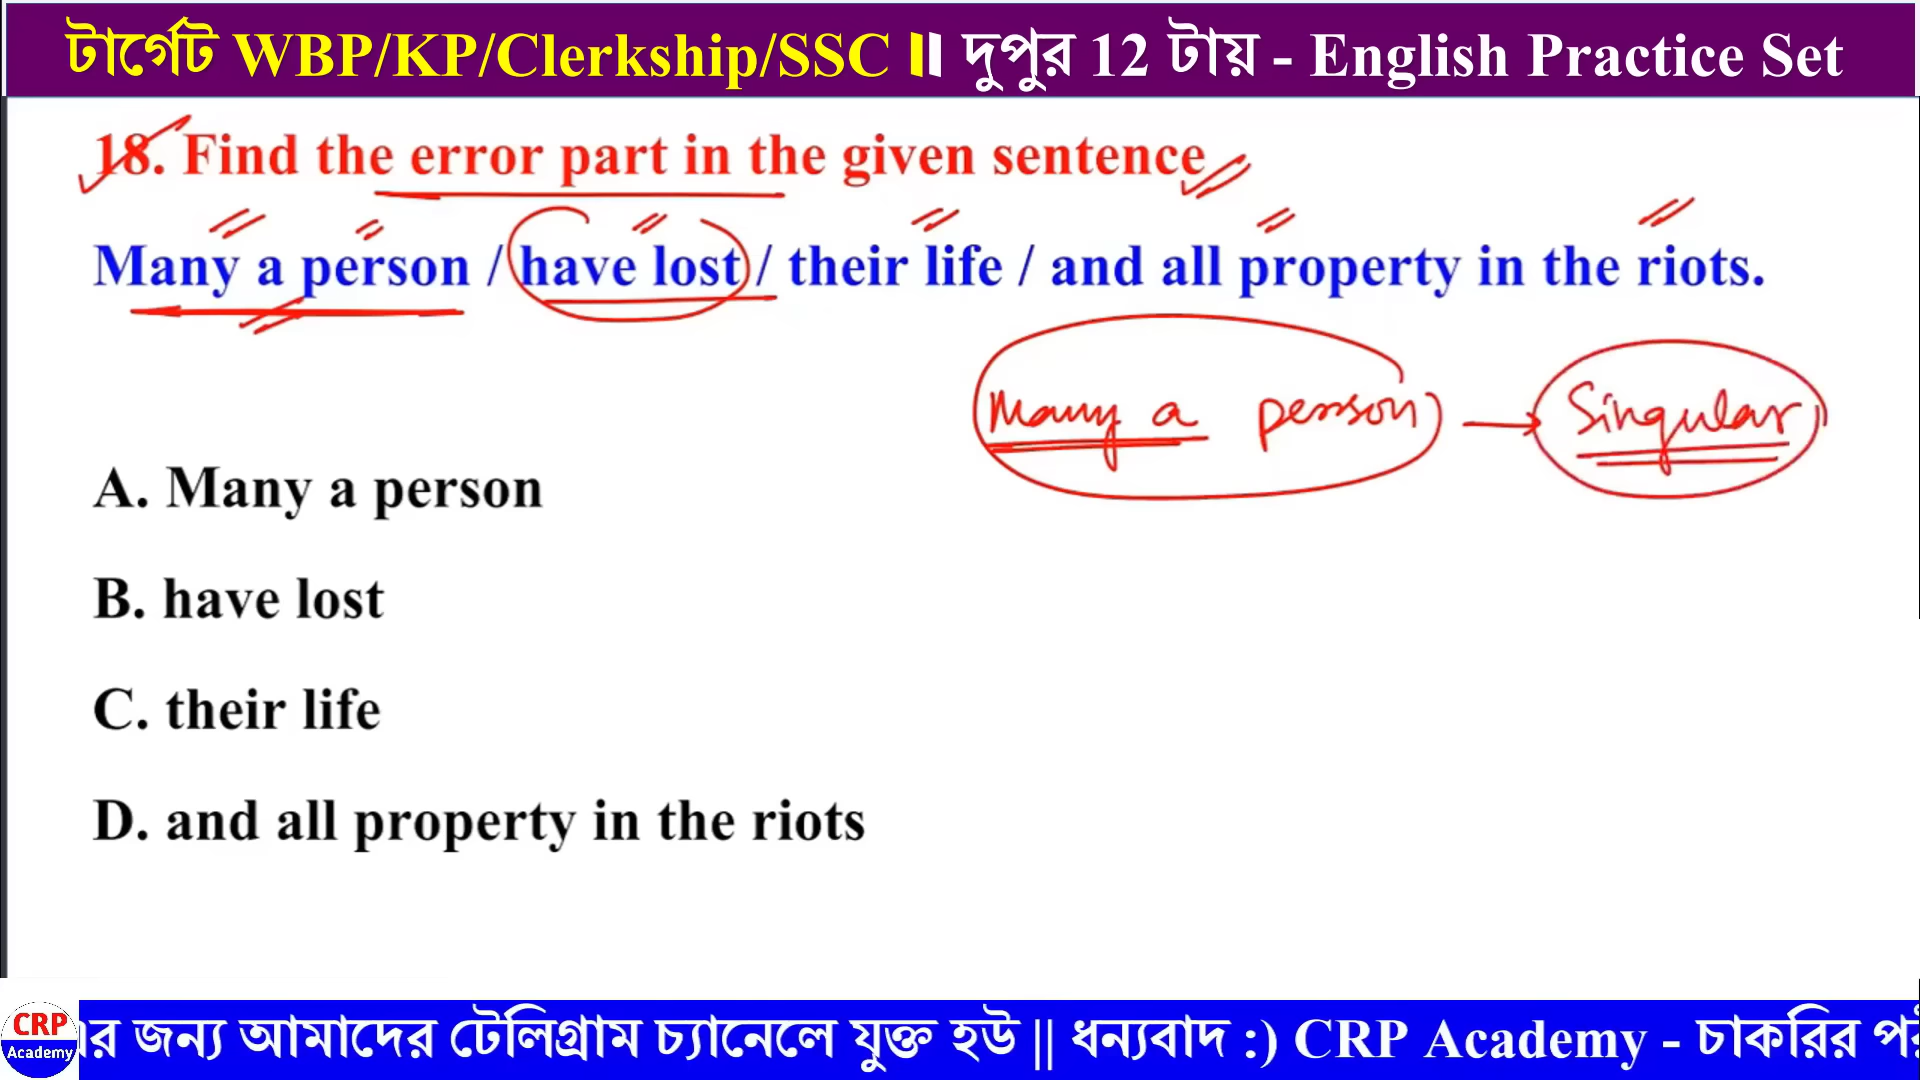 টার্গেট WBP/KP/Clerkship/SSC ॥ দুপুর 12 টায় - English Practice Set
18. Find the error part in the given sentence
Many a person / have lost / their life / and all property in the riots.
Many a person → Singular
A. Many a person
B. have lost
C. their life
D. and all property in the riots
CRP Academy
র জন্য আমাদের টেলিগ্রাম চ্যানেলে যুক্ত হউ || ধন্যবাদ :) CRP Academy - চাকরির